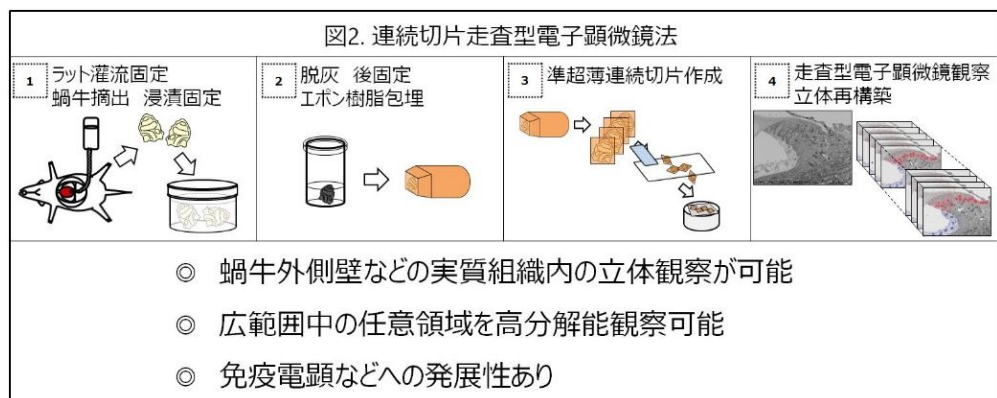 図2. 連続切片走査型電子顕微鏡法
1
ラット灌流固定
蝸牛摘出 浸漬固定
2
脱灰 後固定
エポン樹脂包埋
3
準超薄連続切片作成
4
走査型電子顕微鏡観察
立体再構築
◎ 蝸牛外側壁などの実質組織内の立体観察が可能
◎ 広範囲中の任意領域を高分解能観察可能
◎ 免疫電顕などへの発展性あり